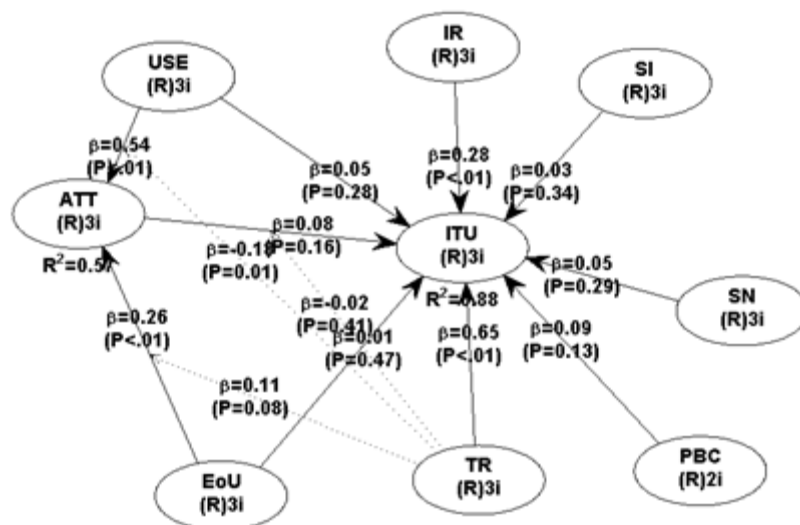 IR
(R)3i
USE
(R)3i
SI
(R)3i
β=0.54
(P<.01)
β=0.28
(P<.01)
β=0.05
(P=0.28)
β=0.03
(P=0.34)
ATT
(R)3i
R²=0.57
β=0.08
(P=0.16)
ITU
(R)3i
R²=0.88
β=-0.18
(P=0.01)
β=0.05
(P=0.29)
SN
(R)3i
β=0.26
(P<.01)
β=-0.02
(P=0.41)
β=0.01
(P=0.47)
β=0.65
(P<.01)
β=0.09
(P=0.13)
β=0.11
(P=0.08)
EoU
(R)3i
TR
(R)3i
PBC
(R)2i